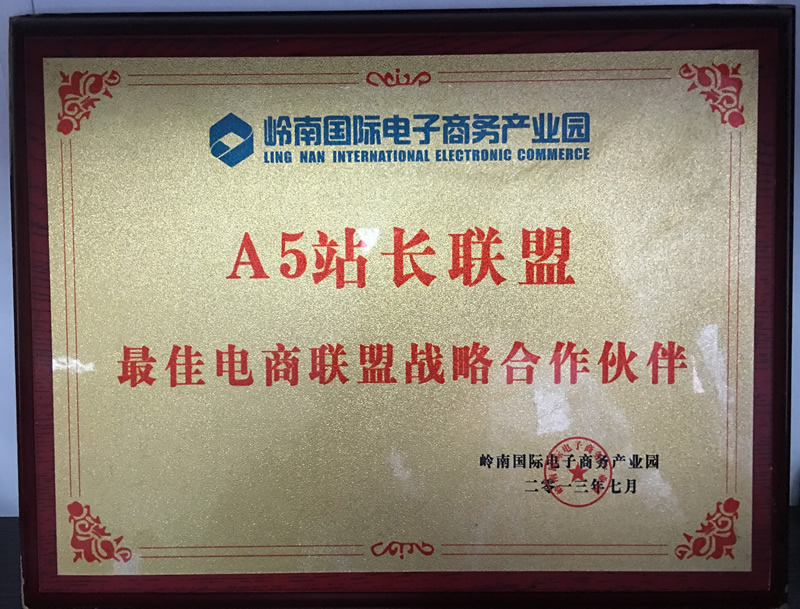 岭南国际电子商务产业园
LING NAN INTERNATIONAL ELECTRONIC COMMERCE
A5站长联盟
最佳电商联盟战略合作伙伴
岭南国际电子商务产业园
二零一三年七月